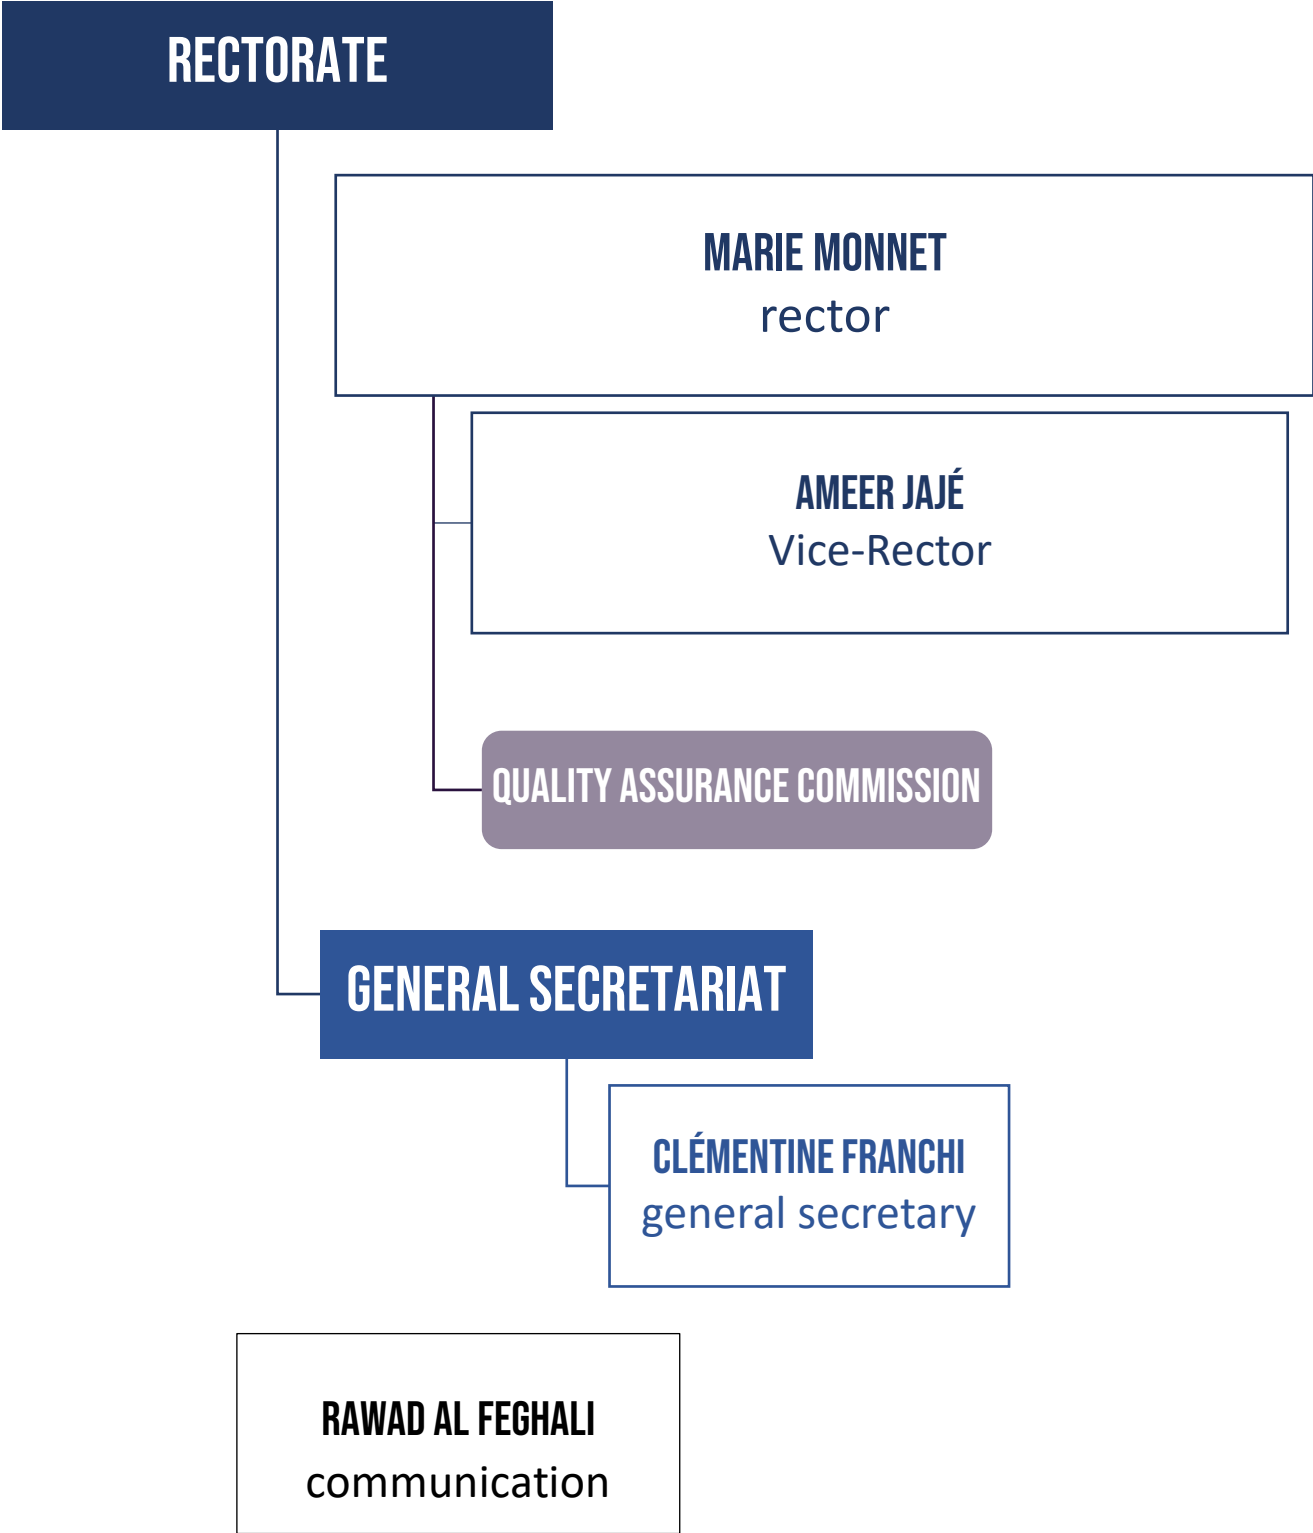 RECTORATE
MARIE MONNET
rector
AMEER JAJÉ
Vice-Rector
QUALITY ASSURANCE COMMISSION
GENERAL SECRETARIAT
CLÉMENTINE FRANCHI
general secretary
RAWAD AL FEGHALI
communication